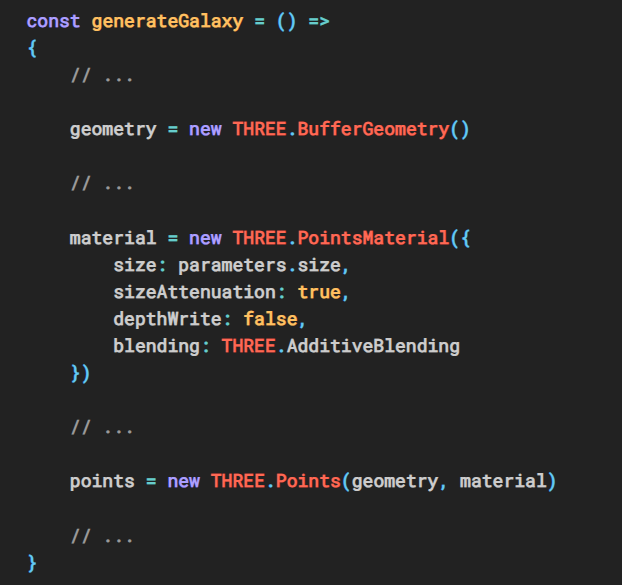 const generateGalaxy = () =>
{
    // ...

    geometry = new THREE.BufferGeometry()

    // ...

    material = new THREE.PointsMaterial({
        size: parameters.size,
        sizeAttenuation: true,
        depthWrite: false,
        blending: THREE.AdditiveBlending
    })

    // ...

    points = new THREE.Points(geometry, material)

    // ...
}